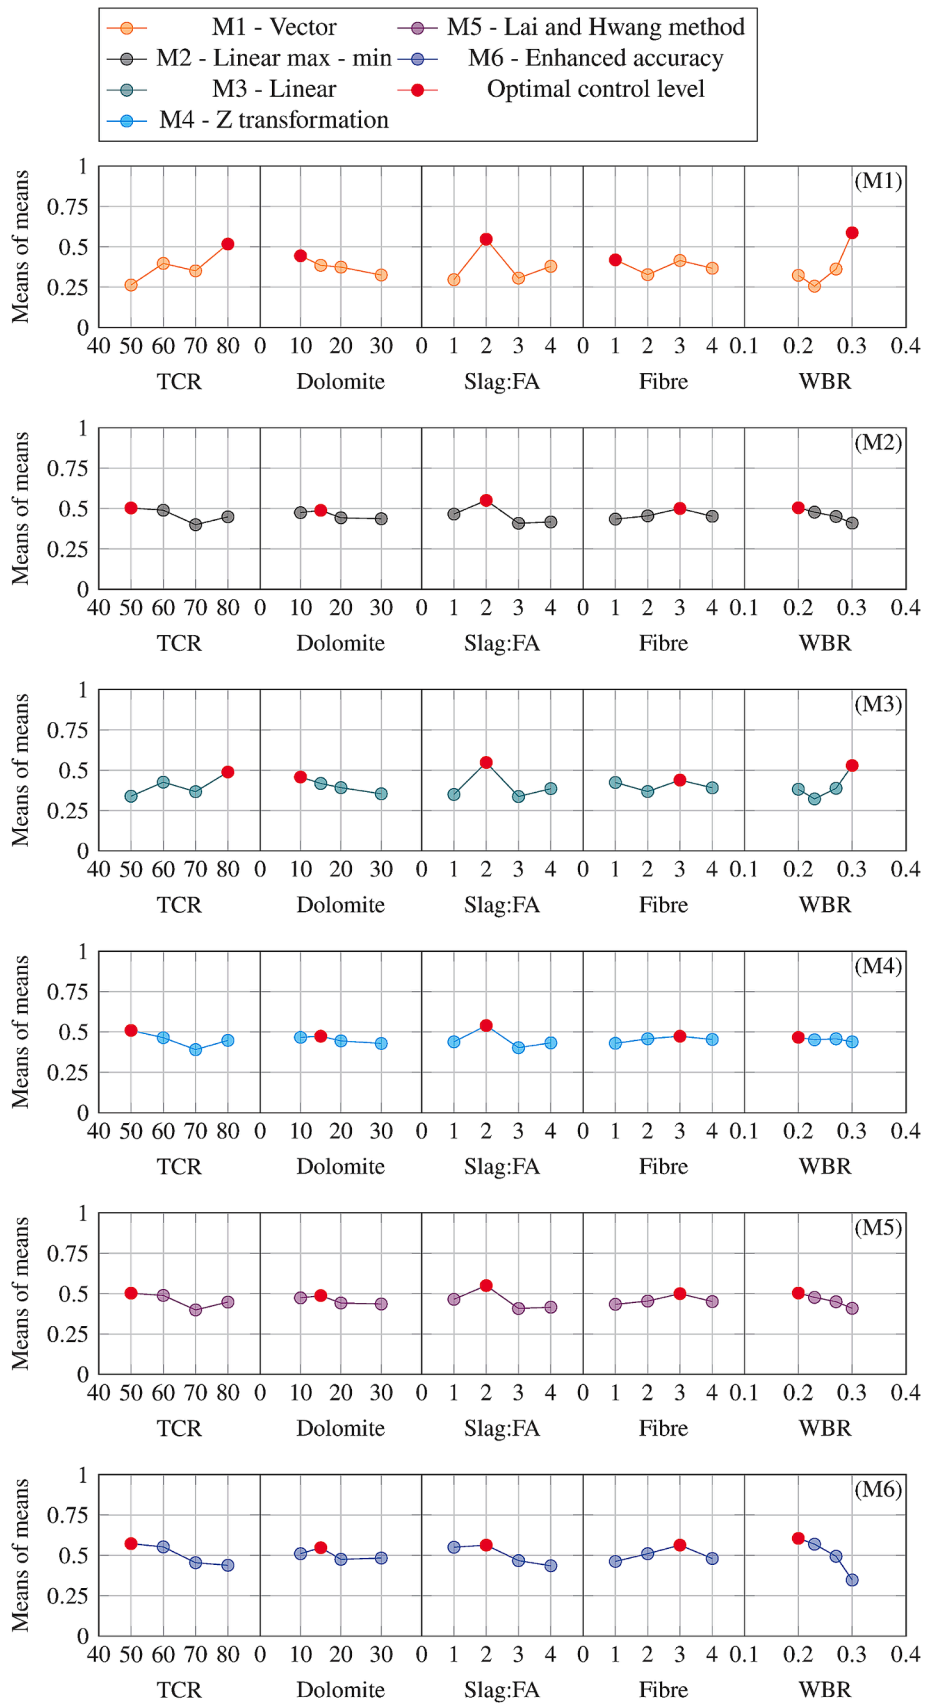 M1 - Vector
M5 - Lai and Hwang method
M2 - Linear max - min
M6 - Enhanced accuracy
M3 - Linear
Optimal control level
M4 - Z transformation
1
0.75
0.5
0.25
0
Means of means
(M1)
40 50 60 70 80 0 10 20 30 0 1 2 3 4 0 1 2 3 4 0.1 0.2 0.3 0.4
TCR Dolomite Slag:FA Fibre WBR
1
0.75
0.5
0.25
0
Means of means
(M2)
40 50 60 70 80 0 10 20 30 0 1 2 3 4 0 1 2 3 4 0.1 0.2 0.3 0.4
TCR Dolomite Slag:FA Fibre WBR
1
0.75
0.5
0.25
0
Means of means
(M3)
40 50 60 70 80 0 10 20 30 0 1 2 3 4 0 1 2 3 4 0.1 0.2 0.3 0.4
TCR Dolomite Slag:FA Fibre WBR
1
0.75
0.5
0.25
0
Means of means
(M4)
40 50 60 70 80 0 10 20 30 0 1 2 3 4 0 1 2 3 4 0.1 0.2 0.3 0.4
TCR Dolomite Slag:FA Fibre WBR
1
0.75
0.5
0.25
0
Means of means
(M5)
40 50 60 70 80 0 10 20 30 0 1 2 3 4 0 1 2 3 4 0.1 0.2 0.3 0.4
TCR Dolomite Slag:FA Fibre WBR
1
0.75
0.5
0.25
0
Means of means
(M6)
40 50 60 70 80 0 10 20 30 0 1 2 3 4 0 1 2 3 4 0.1 0.2 0.3 0.4
TCR Dolomite Slag:FA Fibre WBR